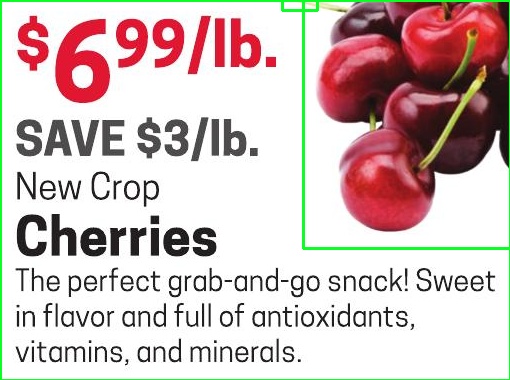 $6.99/lb.
SAVE $3/lb.
New Crop
Cherries
The perfect grab-and-go snack! Sweet
in flavor and full of antioxidants,
vitamins, and minerals.